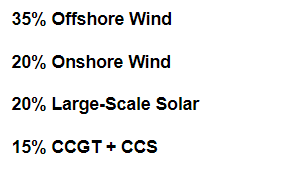 35% Offshore Wind
20% Onshore Wind
20% Large-Scale Solar
15% CCGT + CCS